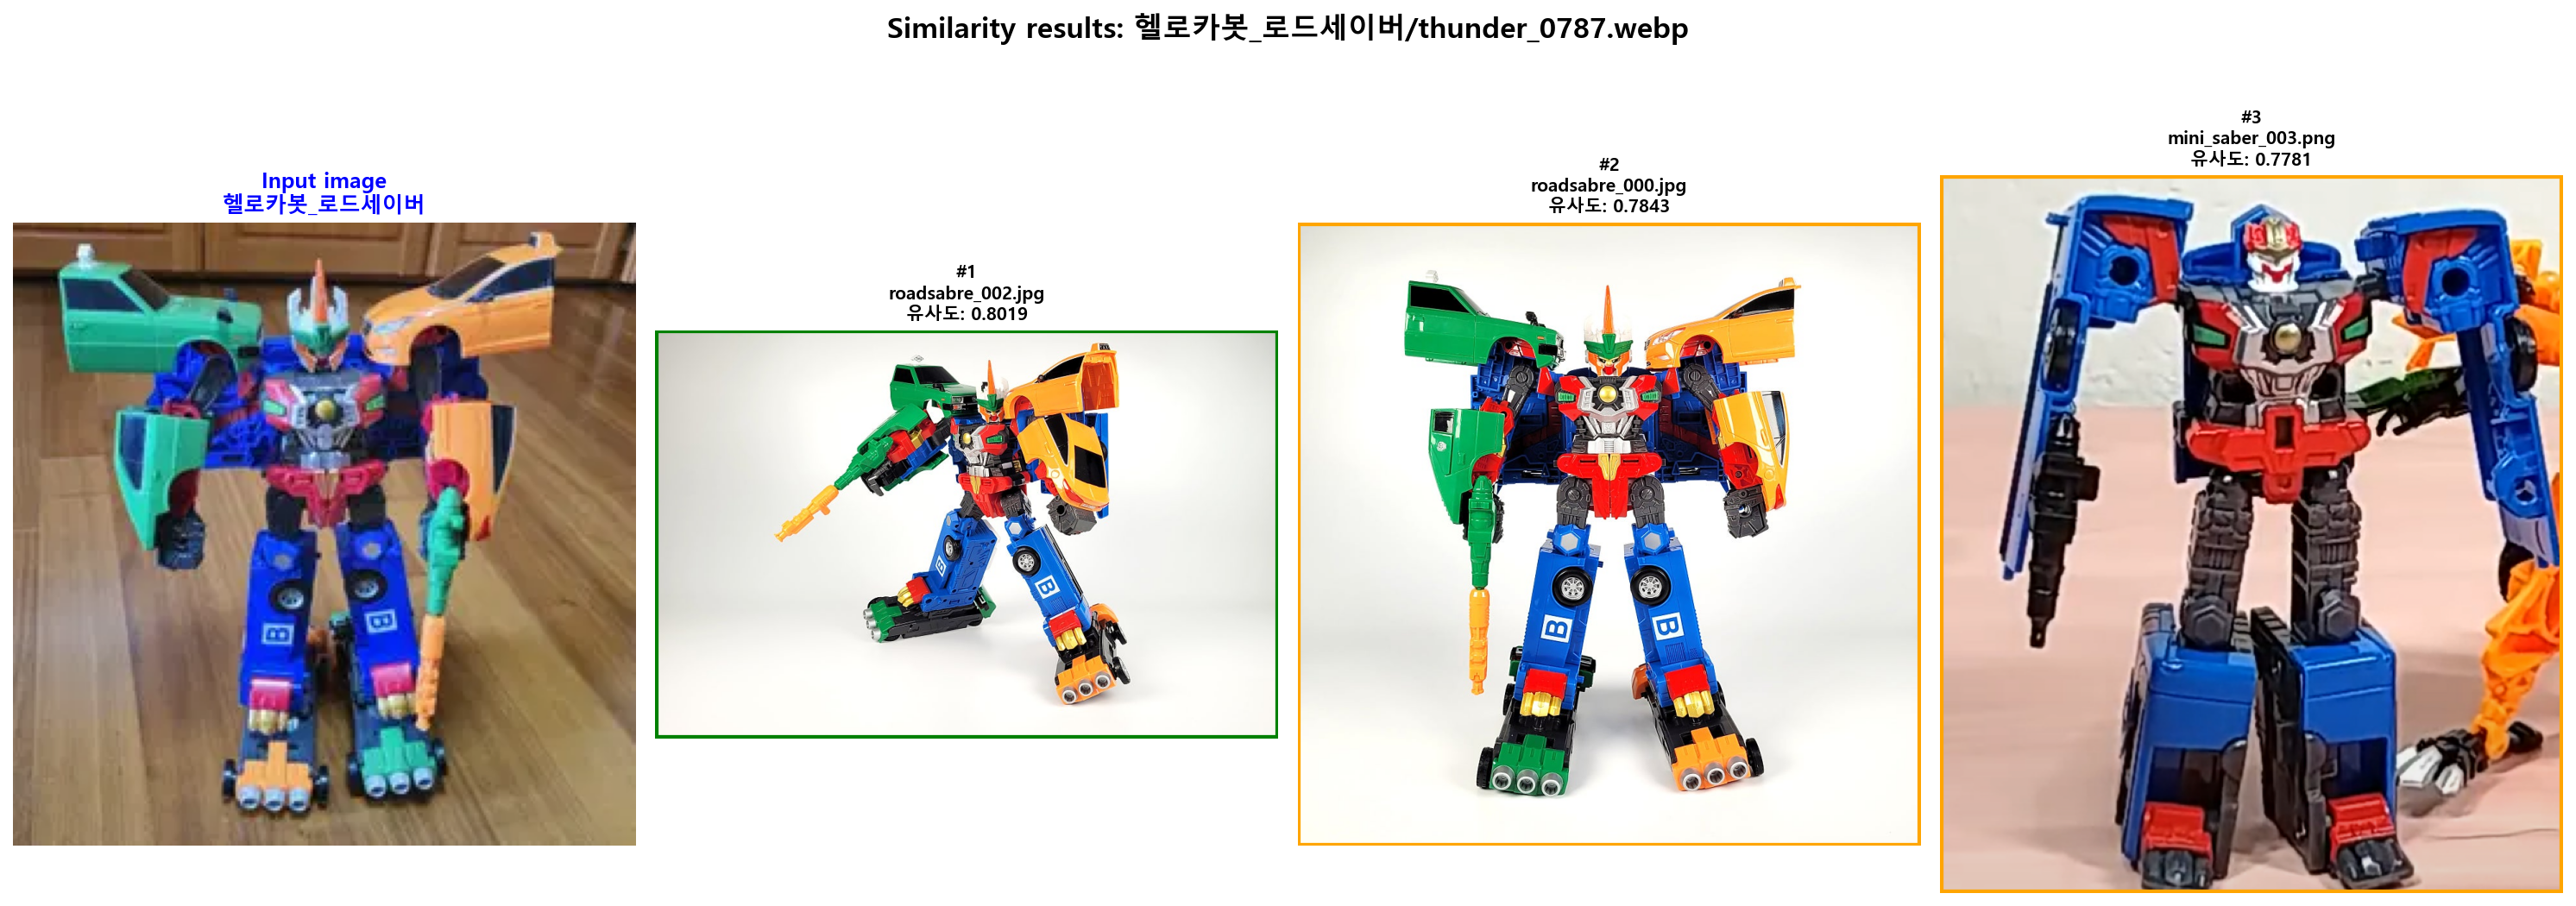 Similarity results: 헬로카봇_로드세이버/thunder_0787.webp
Input image
헬로카봇_로드세이버
#1
roadsabre_002.jpg
유사도: 0.8019
#2
roadsabre_000.jpg
유사도: 0.7843
#3
mini_saber_003.png
유사도: 0.7781
B
B
B
B
B
B